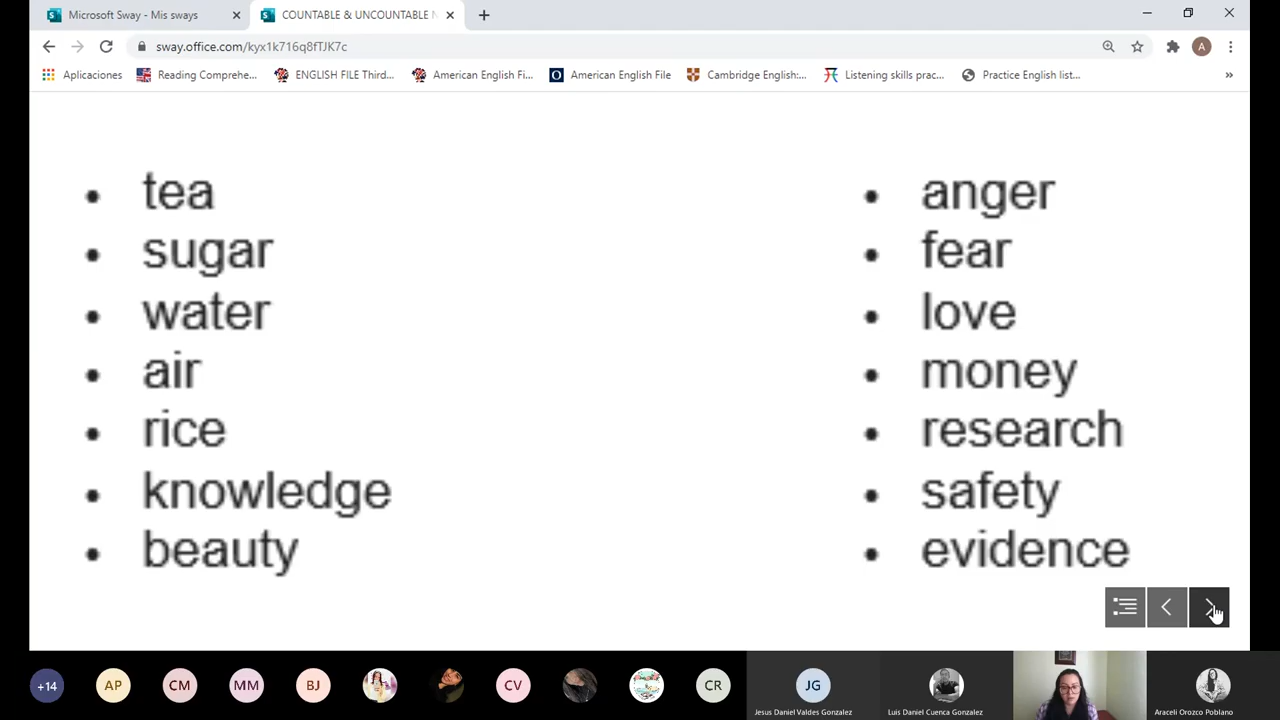 Microsoft Sway - Mis sways
COUNTABLE & UNCOUNTABLE N
sway.office.com/kyx1k716q8fTJK7c
A
Aplicaciones
Reading Comprehe...
ENGLISH FILE Third...
American English Fi...
American English File
Cambridge English:...
Listening skills prac...
Practice English list...
• tea
• sugar
• water
• air
• rice
• knowledge
• beauty
• anger
• fear
• love
• money
• research
• safety
• evidence
+14
AP
CM
MM
BJ
CV
CR
JG
Jesus Daniel Valdes Gonzalez
Luis Daniel Cuenca Gonzalez
Araceli Orozco Poblano